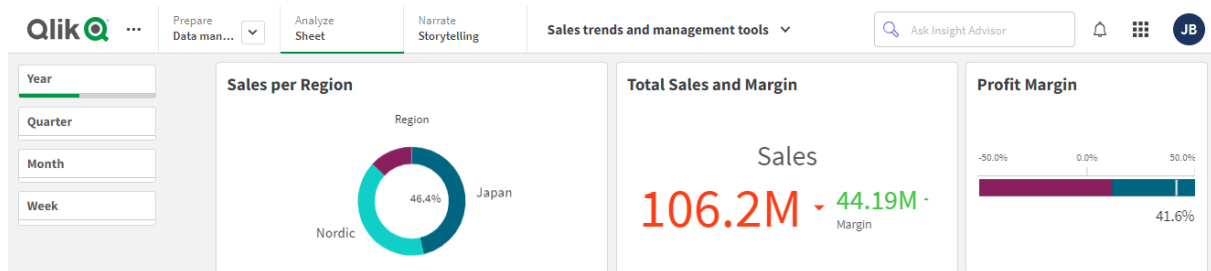 Qlik
...
Prepare
Data man...
Analyze
Sheet
Narrate
Storytelling
Sales trends and management tools
Ask Insight Advisor
JB
Year
Quarter
Month
Week
Sales per Region
Region
46.4%
Japan
Nordic
Total Sales and Margin
Sales
106.2M
44.19M
Margin
Profit Margin
-50.0% 0.0% 50.0%
41.6%